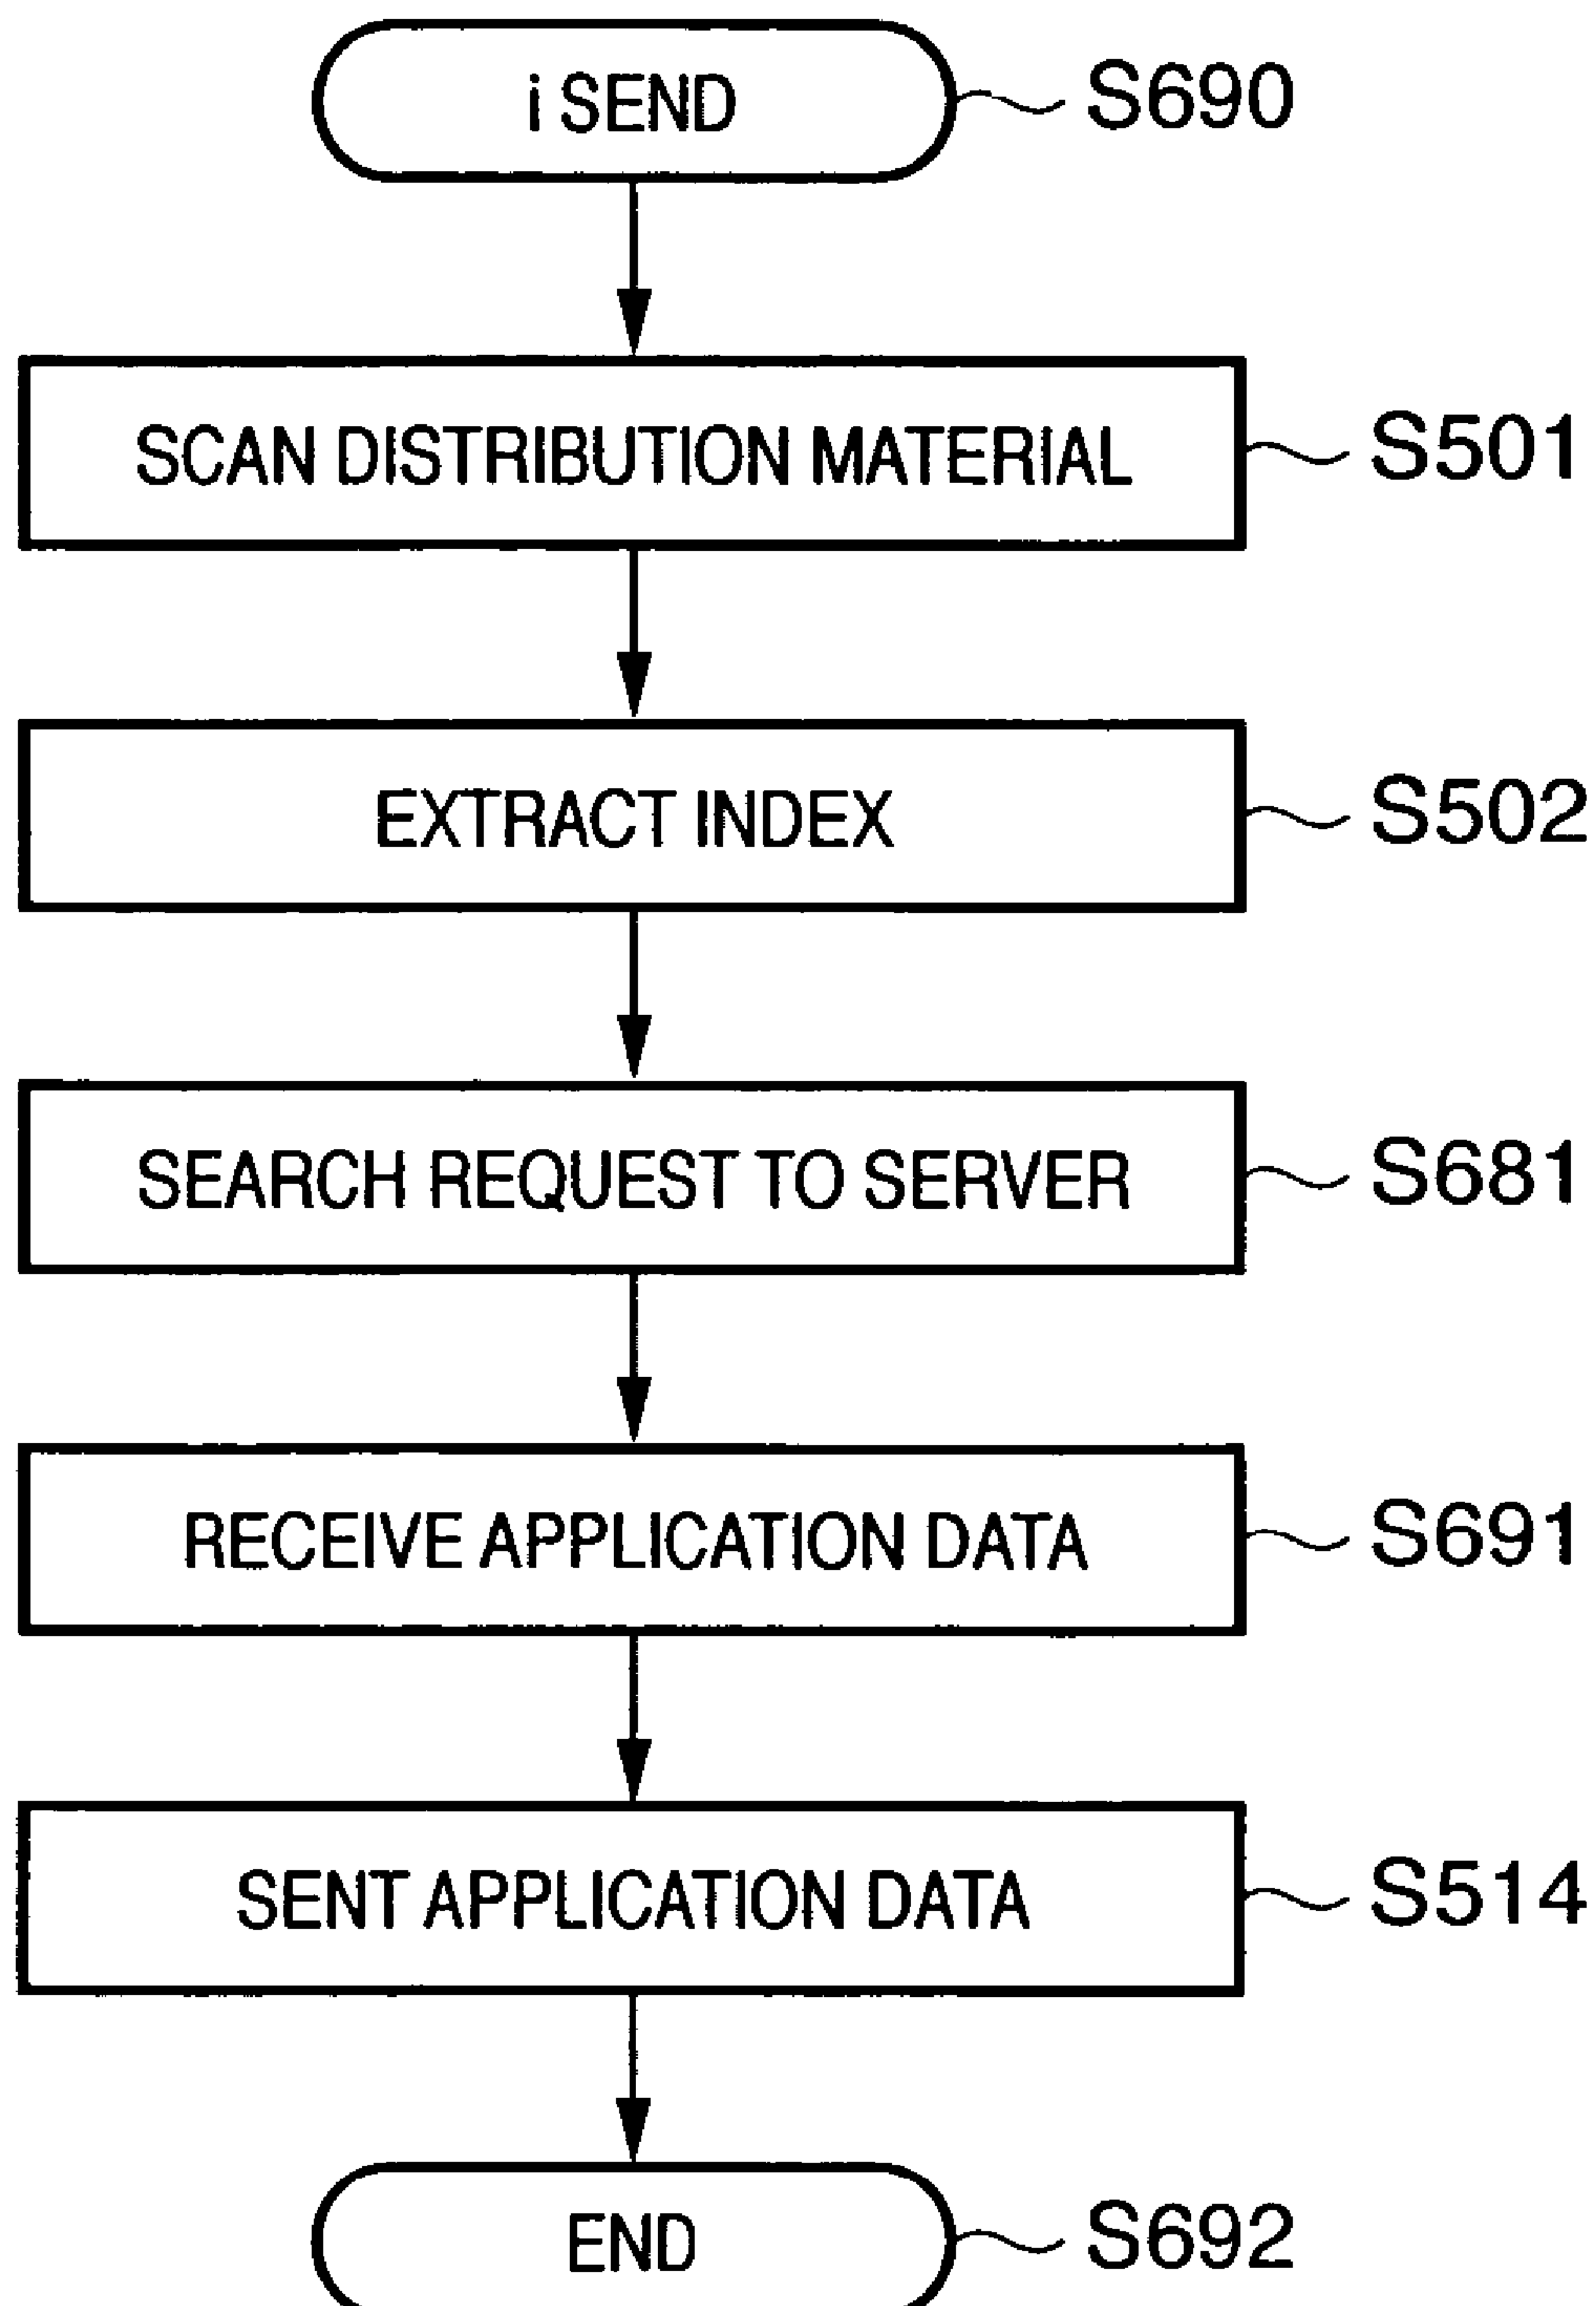 i SEND S690
SCAN DISTRIBUTION MATERIAL S501
EXTRACT INDEX S502
SEARCH REQUEST TO SERVER S681
RECEIVE APPLICATION DATA S691
SENT APPLICATION DATA S514
END S692